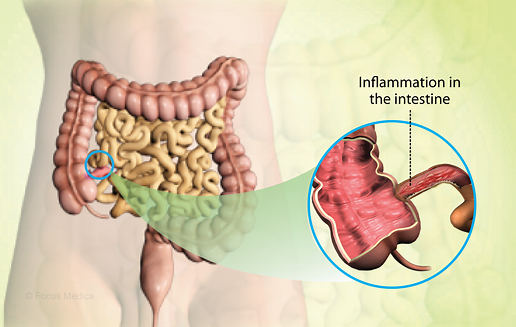 Inflammation in
the intestine
© Focus Medica